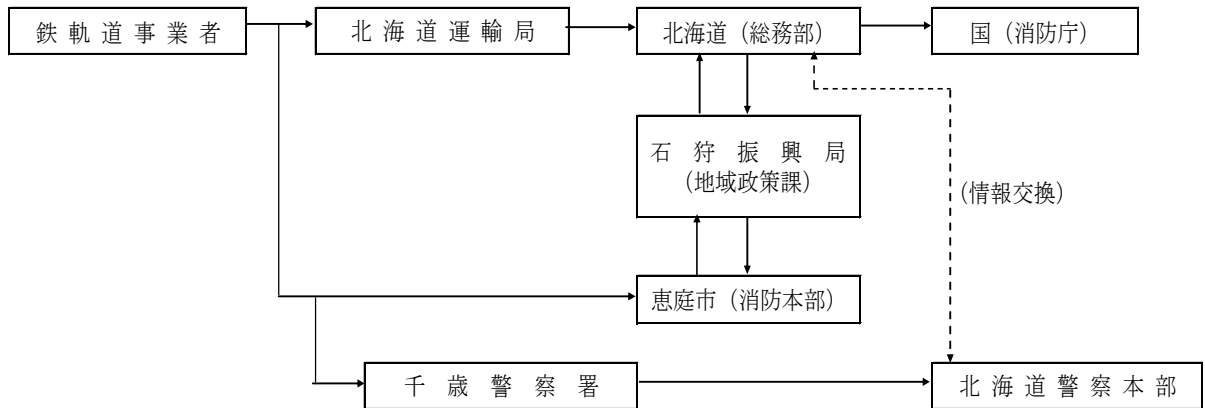 鉄軌道事業者
北海道運輸局
北海道（総務部）
国（消防庁）
石狩振興局
（地域政策課）
（情報交換）
恵庭市（消防本部）
千歳警察署
北海道警察本部